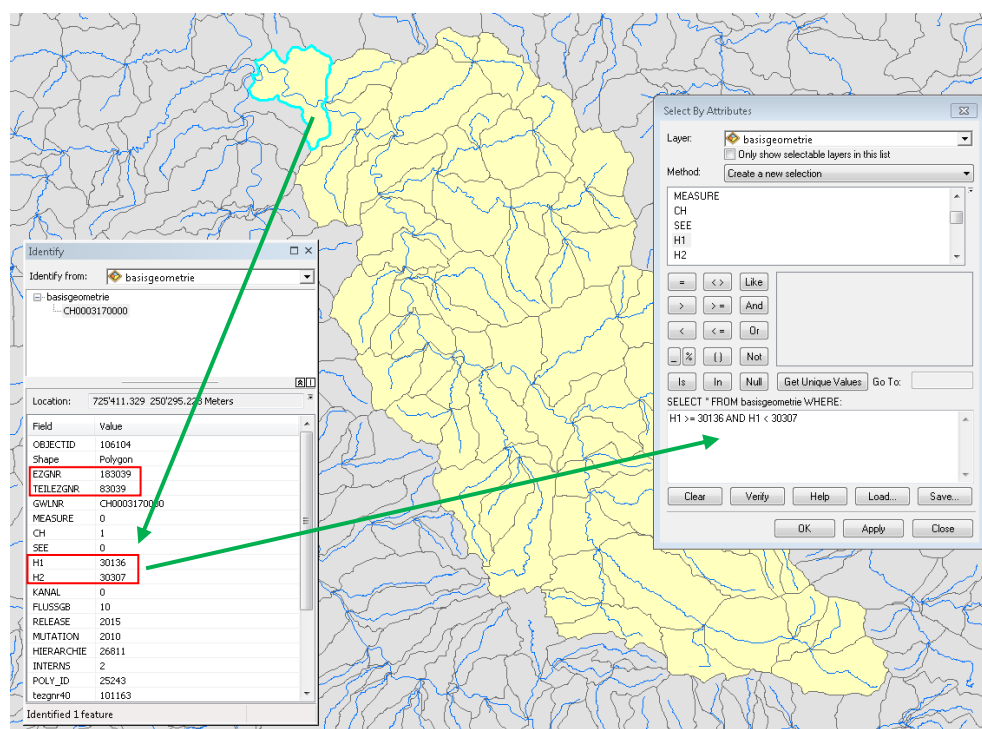 Select By Attributes
Layer: basisgeometrie
Only show selectable layers in this list
Method: Create a new selection
MEASURE
CH
SEE
H1
H2
= < > Like
> > = And
< < = Or
_ % ( ) Not
Is In Null Get Unique Values Go To:
SELECT * FROM basisgeometrie WHERE:
H1 >= 30136 AND H1 < 30307
Clear Verify Help Load... Save...
OK Apply Close
Identify
Identify from: basisgeometrie
basisgeometrie
CH0003170000
Location: 725'411.329 250'295.228 Meters
Field Value
OBJECTID 106104
Shape Polygon
EZGNR 183039
TEILEZGNR 83039
GWLNR CH0003170000
MEASURE 0
CH 1
SEE 0
H1 30136
H2 30307
KANAL 0
FLUSSGB 10
RELEASE 2015
MUTATION 2010
HIERARCHIE 26811
INTERNS 2
POLY_ID 25243
tezgnr40 101163
Identified 1 feature